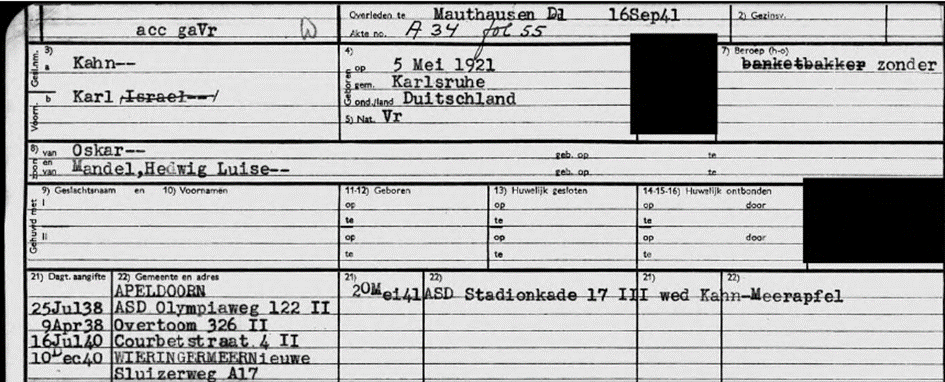 acc gaVr
Overleden te Mauthausen Dl 16Sep41
Akte no. A 34 fol 55
2) Gezinsv.
3)
Gesl.nm. a Kahn--
Voorn. b Karl /Israel--/
4)
Geboren op 5 Mei 1921
gem. Karlsruhe
ond./land Duitschland
5) Nat. Vr
7) Beroep (h-o)
banketbakker zonder
8) van Oskar-- geb. op te
zoon en van Mandel,Hedwig Luise-- geb. op te
9) Geslachtsnaam en 10) Voornamen 11-12) Geboren 13) Huwelijk gesloten 14-15-16) Huwelijk ontbonden
Gehuwd met
I op op op door
te te te
II op op op door
te te te
21) Dagt. aangifte 22) Gemeente en adres 21) 22) 21) 22)
APELDOORN 20Mei41 ASD Stadionkade 17 III wed Kahn-Meerapfel
25Jul38 ASD Olympiaweg 122 II
9Apr38 Overtoom 326 II
16Jul40 Courbetstraat 4 II
10Dec40 WIERINGERMEERNieuwe
Sluizerweg A17